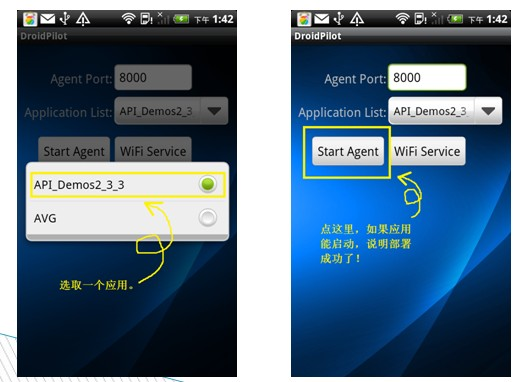 下午 1:42
DroidPilot
Agent Port: 8000
Application List: API_Demos2_3
Start Agent WiFi Service
API_Demos2_3_3
AVG
选取一个应用。
下午 1:42
DroidPilot
Agent Port: 8000
Application List: API_Demos2_3
Start Agent WiFi Service
点这里，如果应用
能启动，说明部署
成功了！